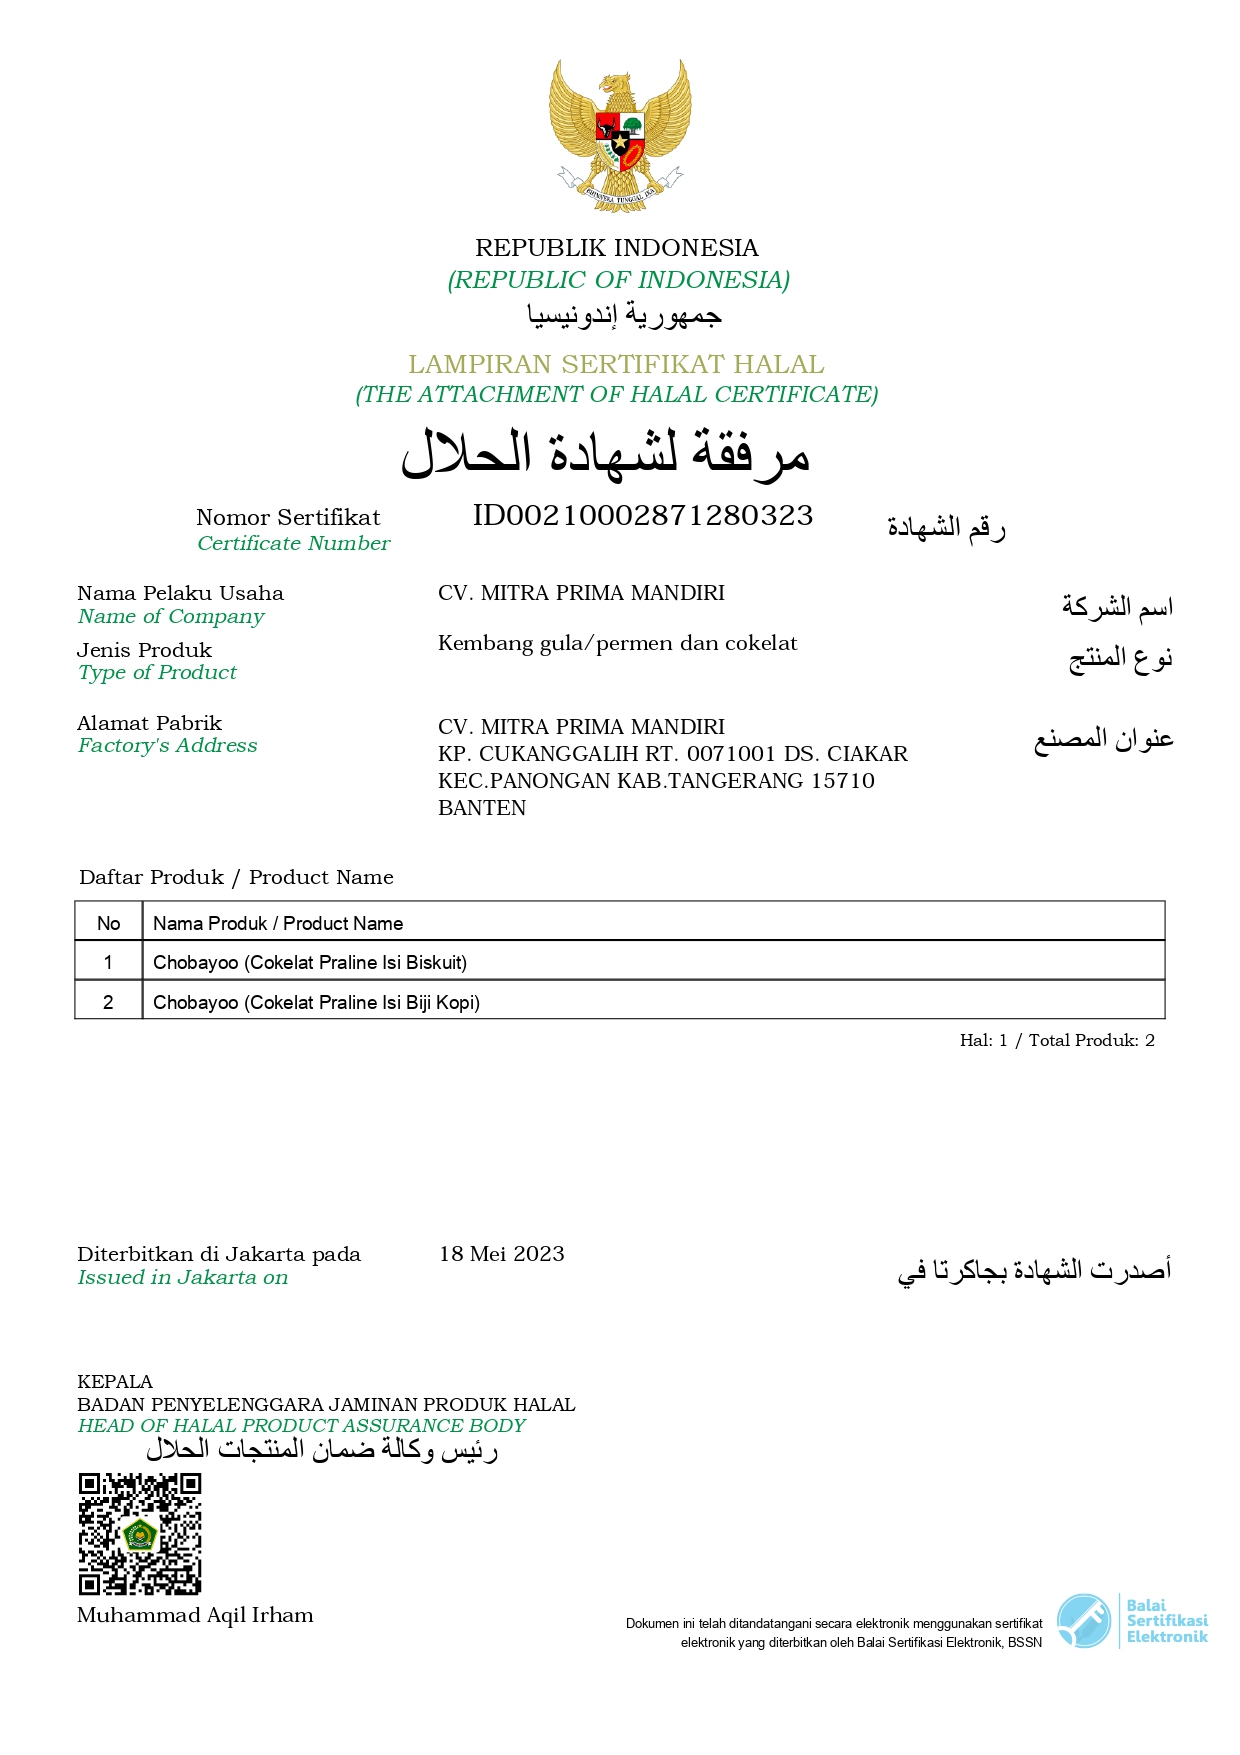 BHINNEKA TUNGGAL IKA
REPUBLIK INDONESIA
(REPUBLIC OF INDONESIA)
جمهورية إندونيسيا
LAMPIRAN SERTIFIKAT HALAL
(THE ATTACHMENT OF HALAL CERTIFICATE)
مرفقة لشهادة الحلال
Nomor Sertifikat ID00210002871280323 رقم الشهادة
Certificate Number
Nama Pelaku Usaha CV. MITRA PRIMA MANDIRI اسم الشركة
Name of Company
Jenis Produk Kembang gula/permen dan cokelat نوع المنتج
Type of Product
Alamat Pabrik CV. MITRA PRIMA MANDIRI عنوان المصنع
Factory's Address KP. CUKANGGALIH RT. 0071001 DS. CIAKAR
KEC.PANONGAN KAB.TANGERANG 15710
BANTEN
Daftar Produk / Product Name
No Nama Produk / Product Name
1 Chobayoo (Cokelat Praline Isi Biskuit)
2 Chobayoo (Cokelat Praline Isi Biji Kopi)
Hal: 1 / Total Produk: 2
Diterbitkan di Jakarta pada 18 Mei 2023 أصدرت الشهادة بجاكرتا في
Issued in Jakarta on
KEPALA
BADAN PENYELENGGARA JAMINAN PRODUK HALAL
HEAD OF HALAL PRODUCT ASSURANCE BODY
رئيس وكالة ضمان المنتجات الحلال
Muhammad Aqil Irham
Dokumen ini telah ditandatangani secara elektronik menggunakan sertifikat
elektronik yang diterbitkan oleh Balai Sertifikasi Elektronik, BSSN
Balai
Sertifikasi
Elektronik